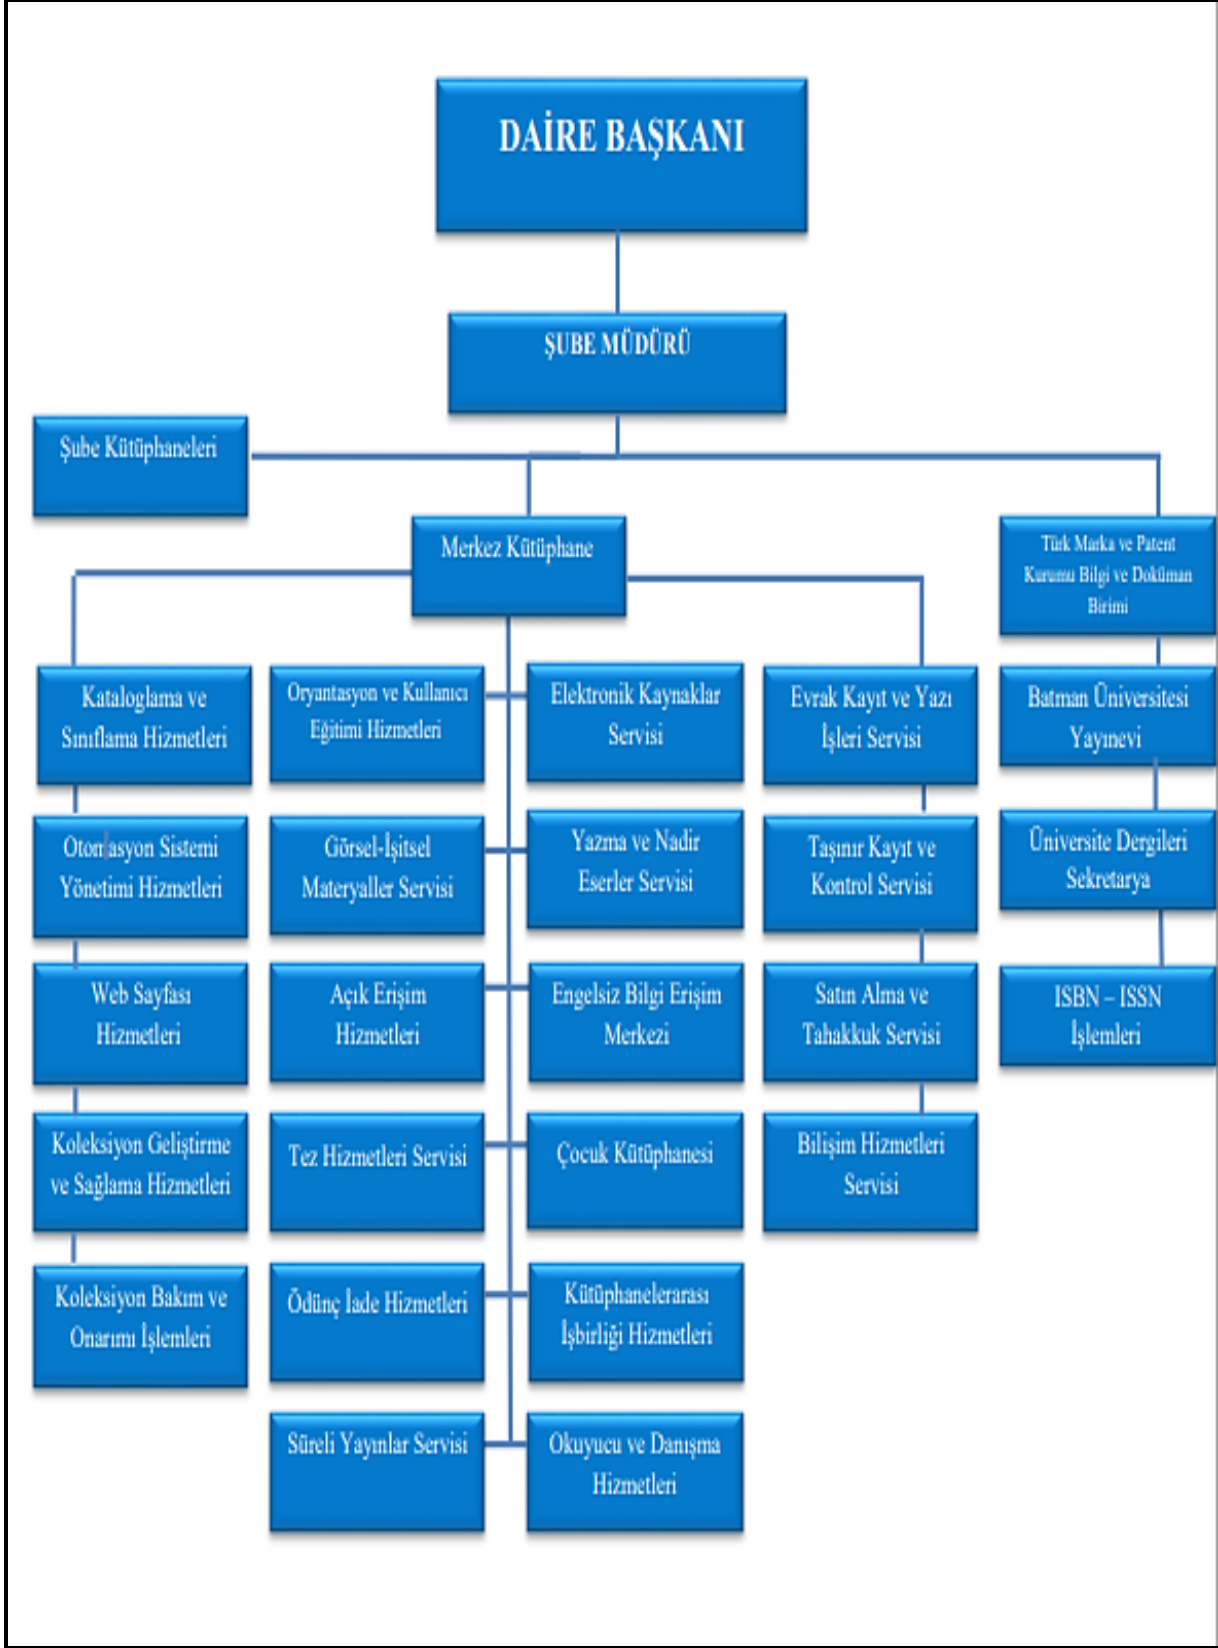 DAİRE BAŞKANI
ŞUBE MÜDÜRÜ
Şube Kütüphaneleri
Merkez Kütüphane
Türk Marka ve Patent
Kurumu Bilgi ve Doküman
Birimi
Kataloglama ve
Sınıflama Hizmetleri
Oryantasyon ve Kullanıcı
Eğitimi Hizmetleri
Elektronik Kaynaklar
Servisi
Evrak Kayıt ve Yazı
İşleri Servisi
Batman Üniversitesi
Yayınevi
Otomasyon Sistemi
Yönetimi Hizmetleri
Görsel-İşitsel
Materyaller Servisi
Yazma ve Nadir
Eserler Servisi
Taşınır Kayıt ve
Kontrol Servisi
Üniversite Dergileri
Sekretarya
Web Sayfası
Hizmetleri
Açık Erişim
Hizmetleri
Engelsiz Bilgi Erişim
Merkezi
Satın Alma ve
Tahakkuk Servisi
ISBN – ISSN
İşlemleri
Koleksiyon Geliştirme
ve Sağlama Hizmetleri
Tez Hizmetleri Servisi
Çocuk Kütüphanesi
Bilişim Hizmetleri
Servisi
Koleksiyon Bakım ve
Onarımı İşlemleri
Ödünç İade Hizmetleri
Kütüphanelerarası
İşbirliği Hizmetleri
Süreli Yayınlar Servisi
Okuyucu ve Danışma
Hizmetleri